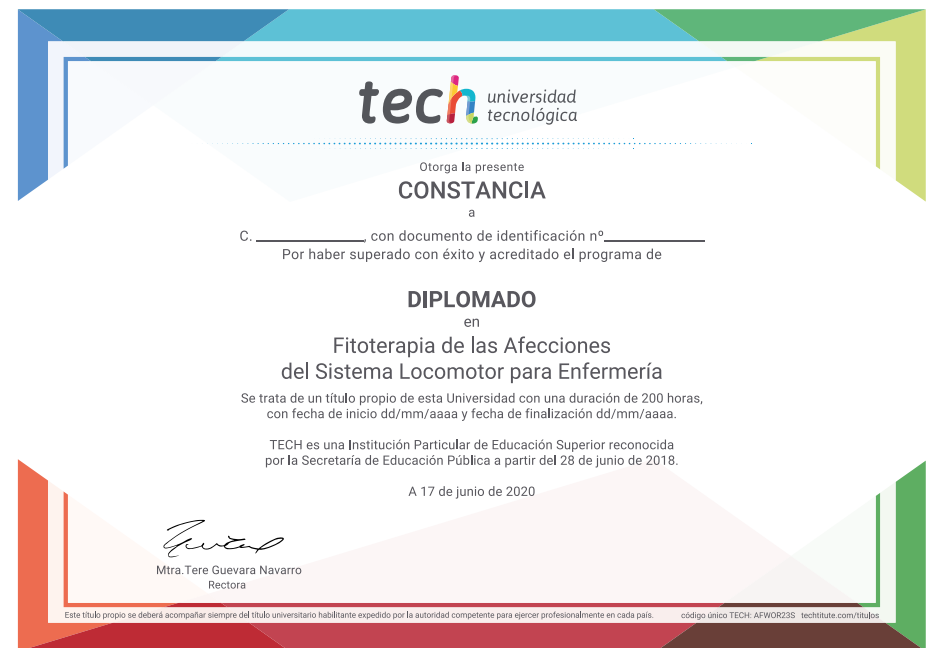 tech universidad
tecnológica
Otorga la presente
CONSTANCIA
a
C. ________________, con documento de identificación nº_______________
Por haber superado con éxito y acreditado el programa de
DIPLOMADO
en
Fitoterapia de las Afecciones
del Sistema Locomotor para Enfermería
Se trata de un título propio de esta Universidad con una duración de 200 horas,
con fecha de inicio dd/mm/aaaa y fecha de finalización dd/mm/aaaa.
TECH es una Institución Particular de Educación Superior reconocida
por la Secretaría de Educación Pública a partir del 28 de junio de 2018.
A 17 de junio de 2020
Mtra.Tere Guevara Navarro
Rectora
Este título propio se deberá acompañar siempre del título universitario habilitante expedido por la autoridad competente para ejercer profesionalmente en cada país. código único TECH: AFWOR23S techtitute.com/títulos